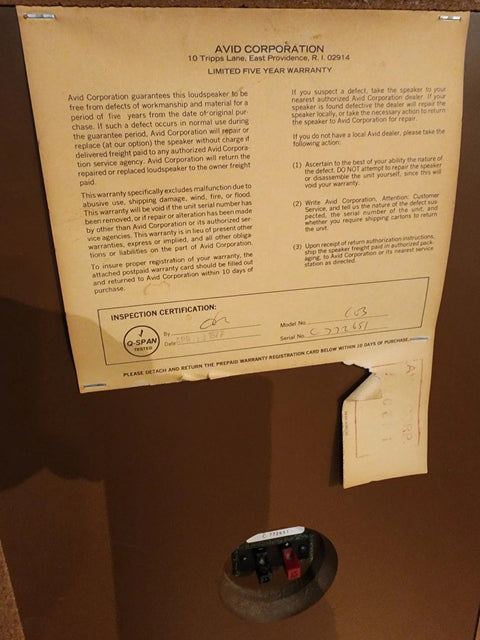 AVID CORPORATION
10 Tripps Lane, East Providence, R. I. 02914
LIMITED FIVE YEAR WARRANTY
Avid Corporation guarantees this loudspeaker to be
free from defects of workmanship and material for a
period of five years from the date of original pur-
chase. If such a defect occurs in normal use during
the guarantee period, Avid Corporation will repair or
replace (at our option) the speaker without charge if
delivered freight paid to any authorized Avid Corpora-
tion service agency. Avid Corporation will return the
repaired or replaced loudspeaker to the owner freight
paid.
This warranty specifically excludes malfunction due to
abusive use, shipping damage, wind, fire, or flood.
This warranty will be void if the unit serial number has
been removed, or if repair or alteration has been made
by other than Avid Corporation or its authorized ser-
vice agencies. This warranty is in lieu of present other
warranties, express or implied, and all other obliga-
tions or liabilities on the part of Avid Corporation.
To insure proper registration of your warranty, the
attached postpaid warranty card should be filled out
and returned to Avid Corporation within 10 days of
purchase.
If you suspect a defect, take the speaker to your
nearest authorized Avid Corporation dealer. If your
speaker is found defective the dealer will repair the
speaker locally, or take the necessary action to return
the speaker to Avid Corporation for repair.
If you do not have a local Avid dealer, please take the
following action:
(1) Ascertain to the best of your ability the nature of
the defect. DO NOT attempt to repair the speaker
or disassemble the unit yourself, since this will
void your warranty.
(2) Write Avid Corporation, Attention; Customer
Service, and tell us the nature of the defect sus-
pected, the serial number of the unit, and
whether you require shipping cartons to return
the unit.
(3) Upon receipt of return authorization instructions,
ship the speaker freight paid in authorized pack-
aging, to Avid Corporation or its nearest service
station as directed.
INSPECTION CERTIFICATION:
Q-SPAN
TESTED
By
Date APR
Model No.
Serial No. C 772651
PLEASE DETACH AND RETURN THE PREPAID WARRANTY REGISTRATION CARD BELOW WITHIN 10 DAYS OF PURCHASE.
C 772651